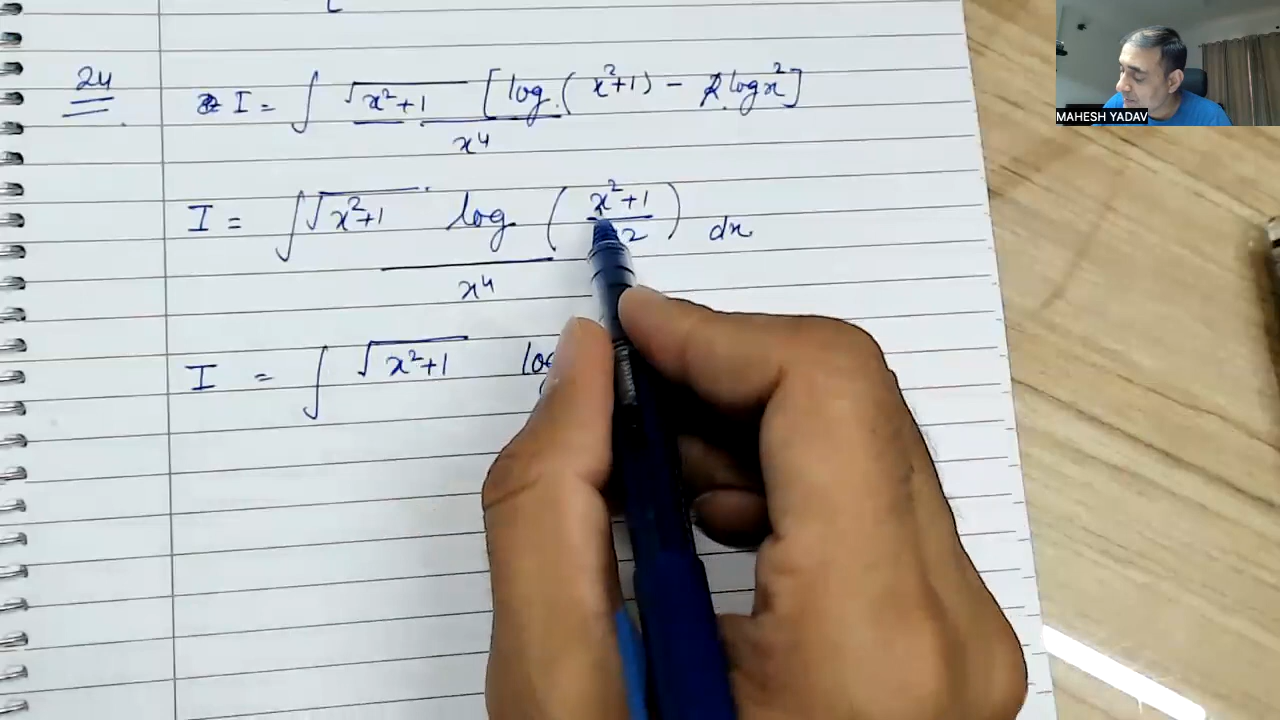 24
I = ∫ √x²+1 [log (x²+1) - 2 log x²]
x⁴
I = ∫ √x²+1 log (x²+1 / x²) dx
x⁴
I = ∫ √x²+1 log
MAHESH YADAV